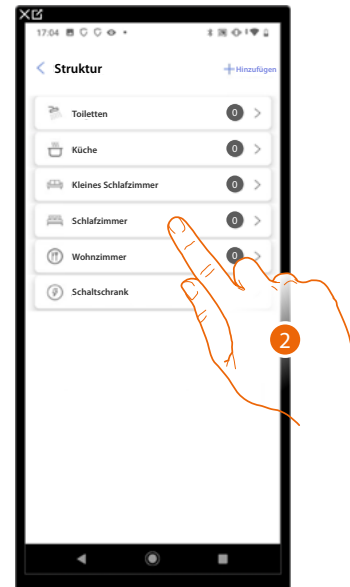 17:04
Struktur
Hinzufügen
Toiletten 0
Küche 0
Kleines Schlafzimmer 0
Schlafzimmer 0
Wohnzimmer 0
Schaltschrank
2